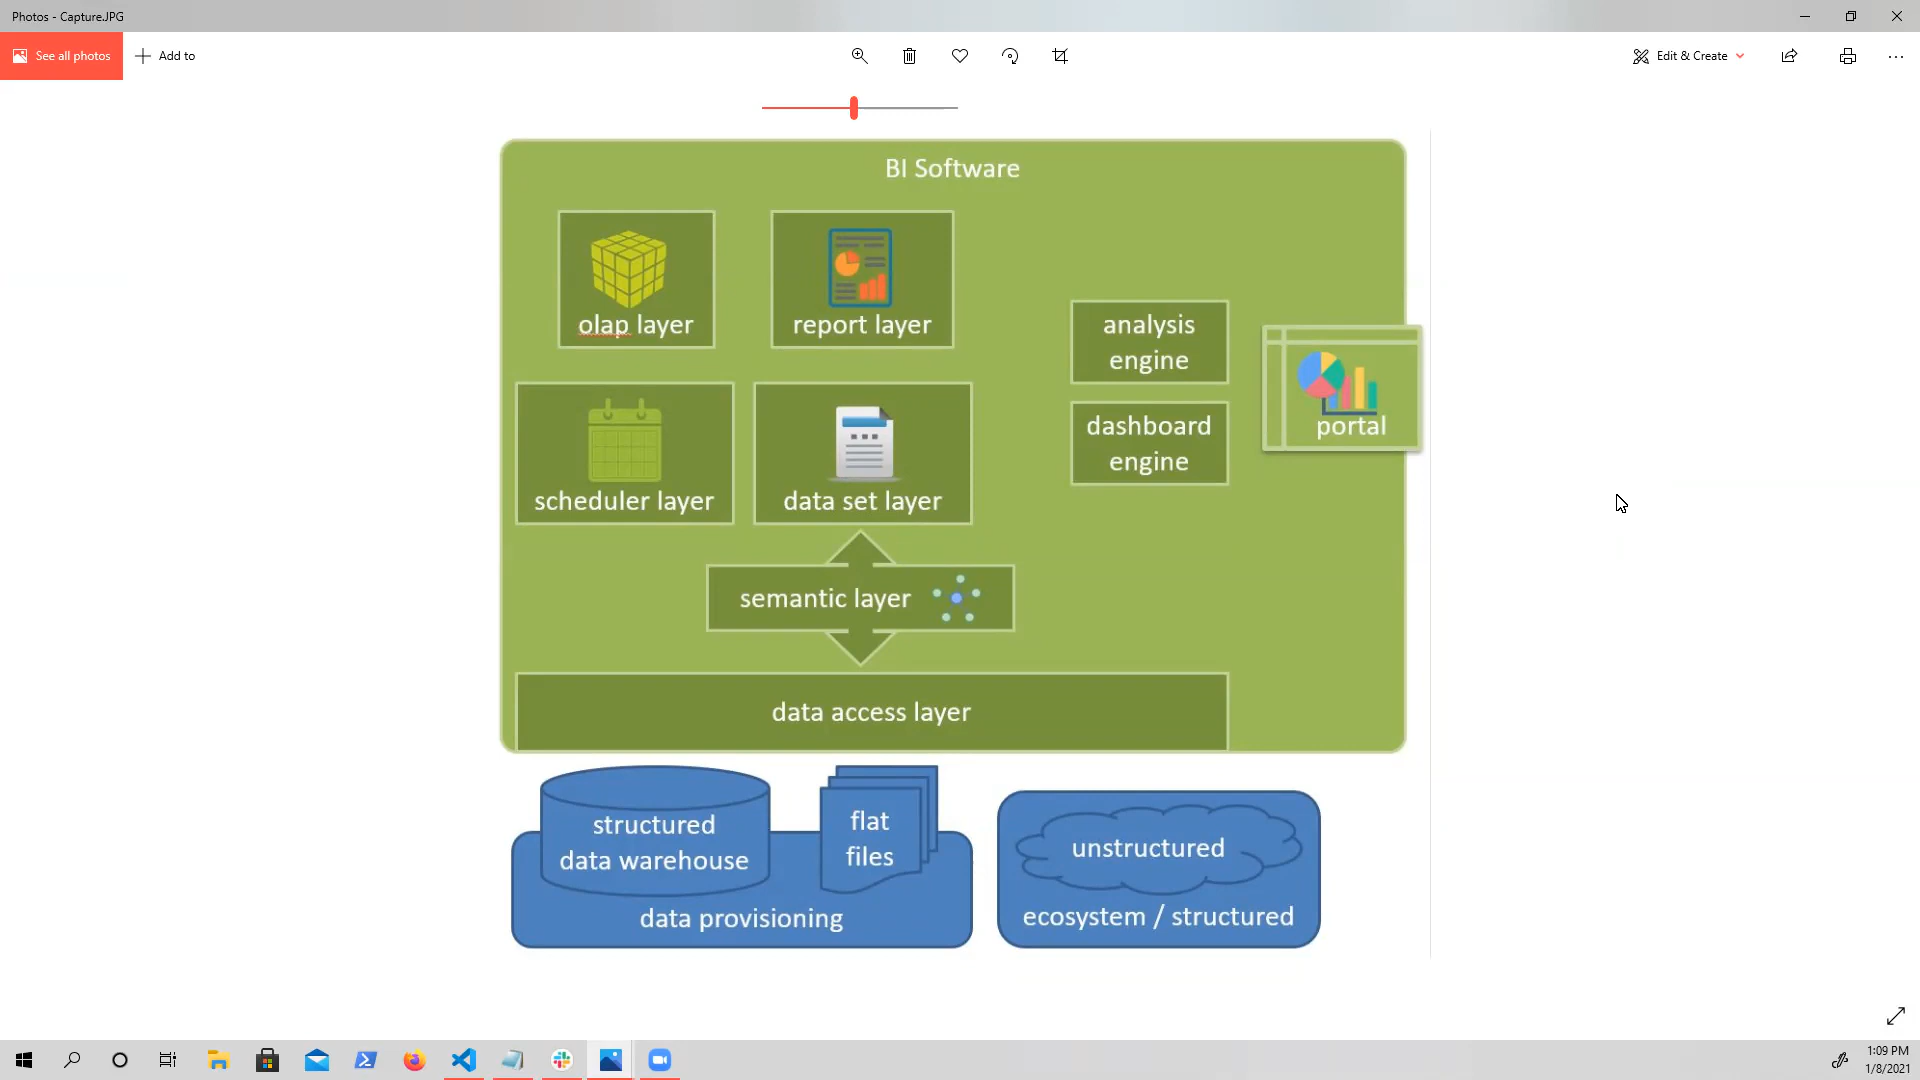 Photos - Capture.JPG
See all photos
Add to
Edit & Create
BI Software
olap layer
report layer
analysis
engine
portal
scheduler layer
data set layer
dashboard
engine
semantic layer
data access layer
structured
data warehouse
flat
files
data provisioning
unstructured
ecosystem / structured
1:09 PM
1/8/2021